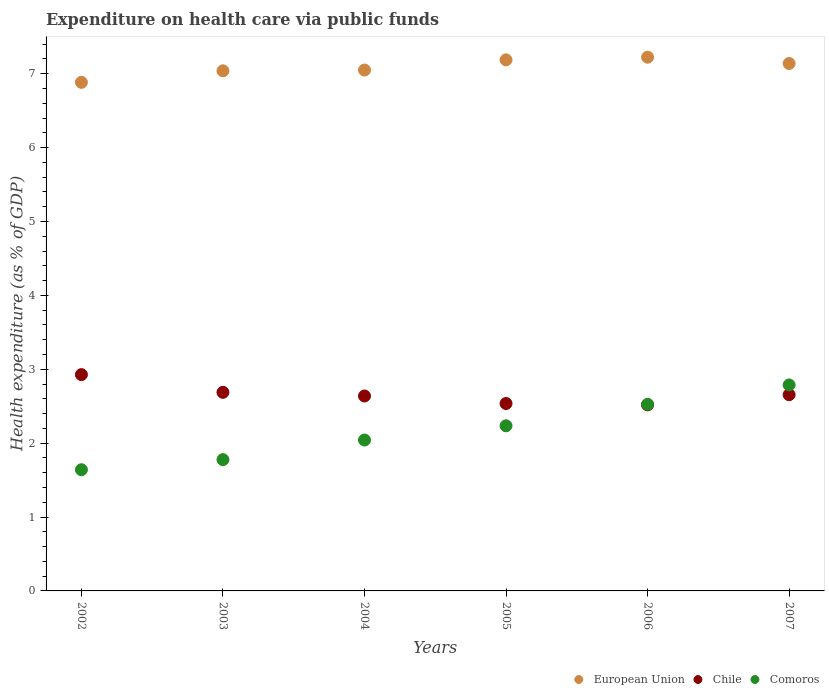 Expenditure on health care via public funds
Health expenditure (as % of GDP)
7
6
5
4
3
2
1
0
2002
2003
2004
2005
2006
2007
Years
European Union
Chile
Comoros